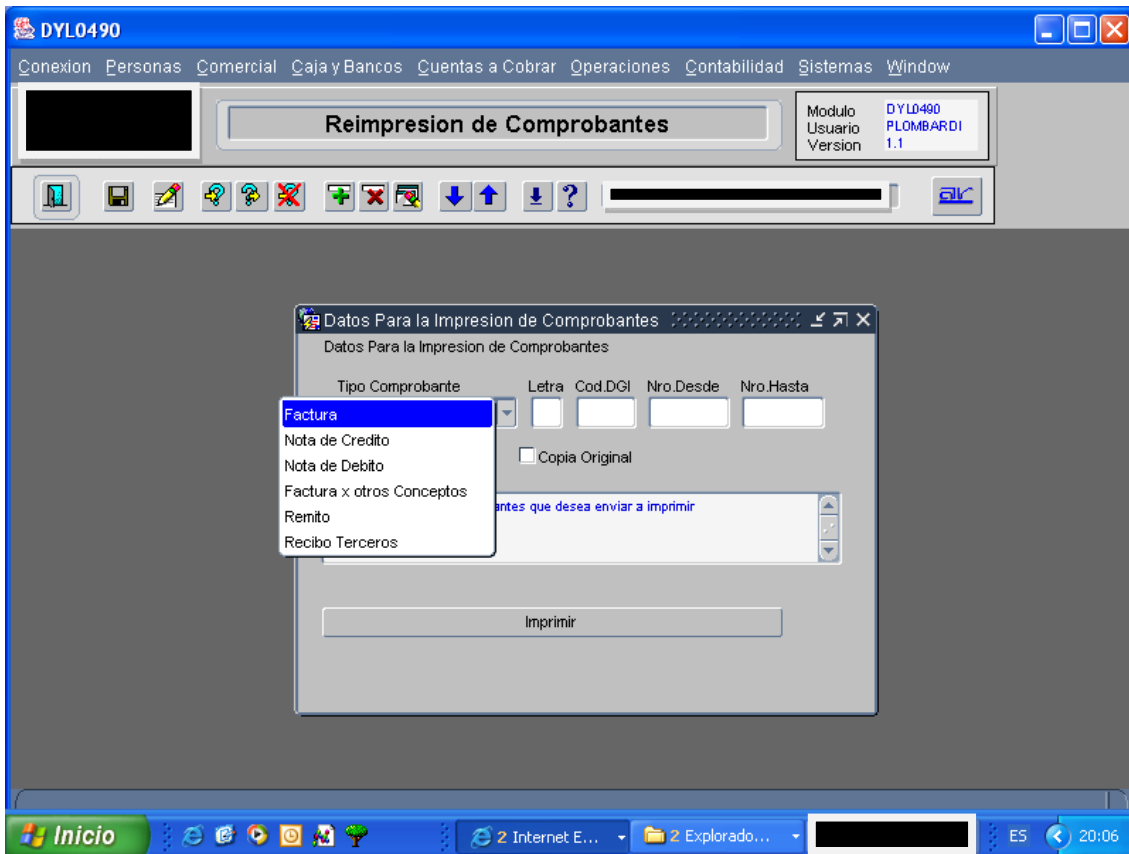 DYL0490
Conexion Personas Comercial Caja y Bancos Cuentas a Cobrar Operaciones Contabilidad Sistemas Window
Reimpresion de Comprobantes
Modulo DYL0490
Usuario PLOMBARDI
Version 1.1
ar
Datos Para la Impresion de Comprobantes
Datos Para la Impresion de Comprobantes
Tipo Comprobante Letra Cod.DGI Nro.Desde Nro.Hasta
Factura
Nota de Credito
Copia Original
Nota de Debito
Factura x otros Conceptos
antes que desea enviar a imprimir
Remito
Recibo Terceros
Imprimir
Inicio 2 Internet E... 2 Explorado... ES 20:06